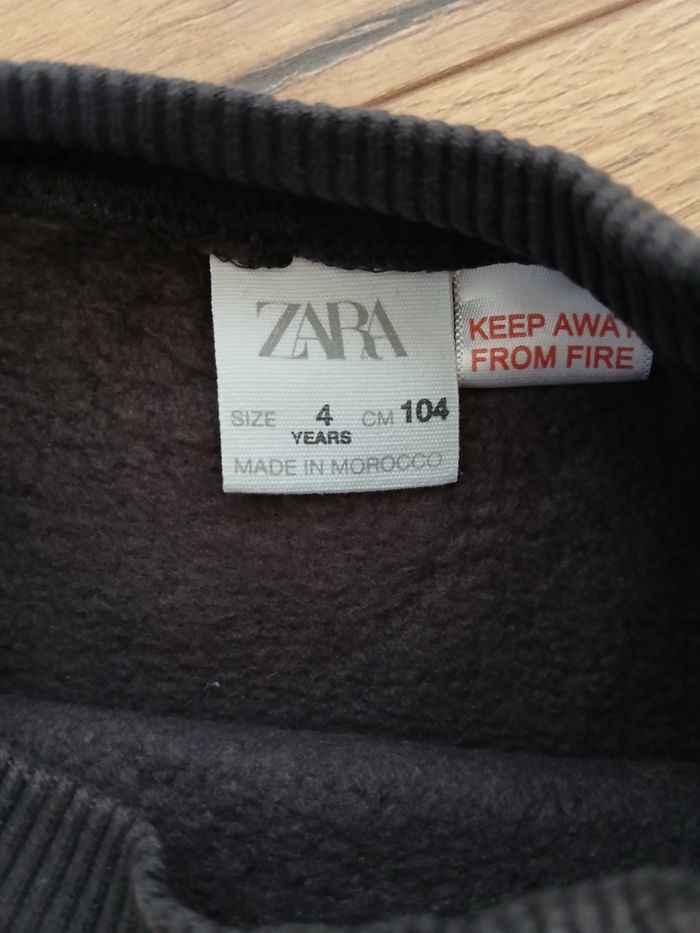 ZARA
SIZE 4 CM 104
YEARS
MADE IN MOROCCO
KEEP AWAY
FROM FIRE